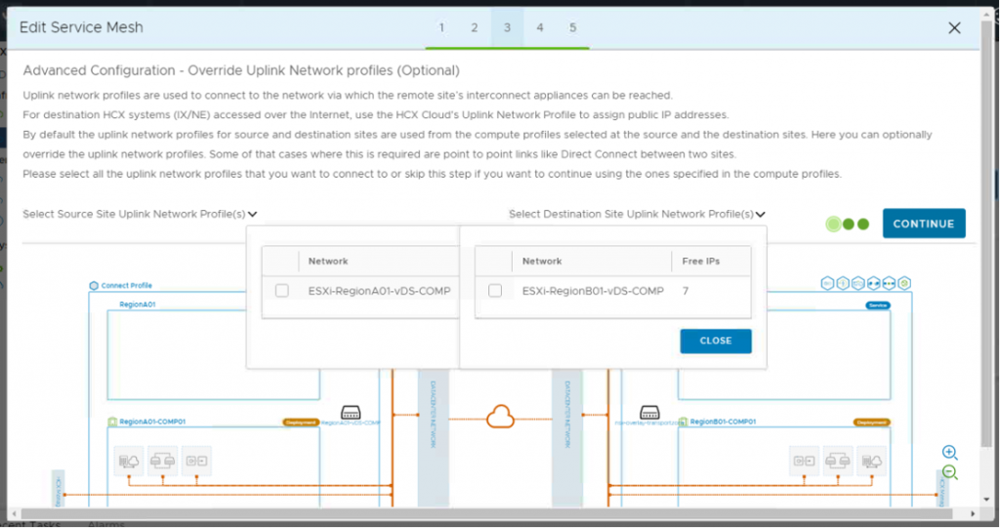 Edit Service Mesh
1 2 3 4 5
Advanced Configuration - Override Uplink Network profiles (Optional)
Uplink network profiles are used to connect to the network via which the remote site's interconnect appliances can be reached.
For destination HCX systems (IX/NE) accessed over the Internet, use the HCX Cloud's Uplink Network Profile to assign public IP addresses.
By default the uplink network profiles for source and destination sites are used from the compute profiles selected at the source and the destination sites. Here you can optionally
override the uplink network profiles. Some of that cases where this is required are point to point links like Direct Connect between two sites.
Please select all the uplink network profiles that you want to connect to or skip this step if you want to continue using the ones specified in the compute profiles.
Select Source Site Uplink Network Profile(s)
Select Destination Site Uplink Network Profile(s)
CONTINUE
Network
ESXi-RegionA01-vDS-COMP
Network Free IPs
ESXi-RegionB01-vDS-COMP 7
CLOSE
Connect Profile
RegionA01
Service
DATACENTER NETWORK
DATACENTER NETWORK
RegionA01-COMP01
Deployment
RegionA01-vDS-COMP
RegionB01-COMP01
Deployment
Alarms